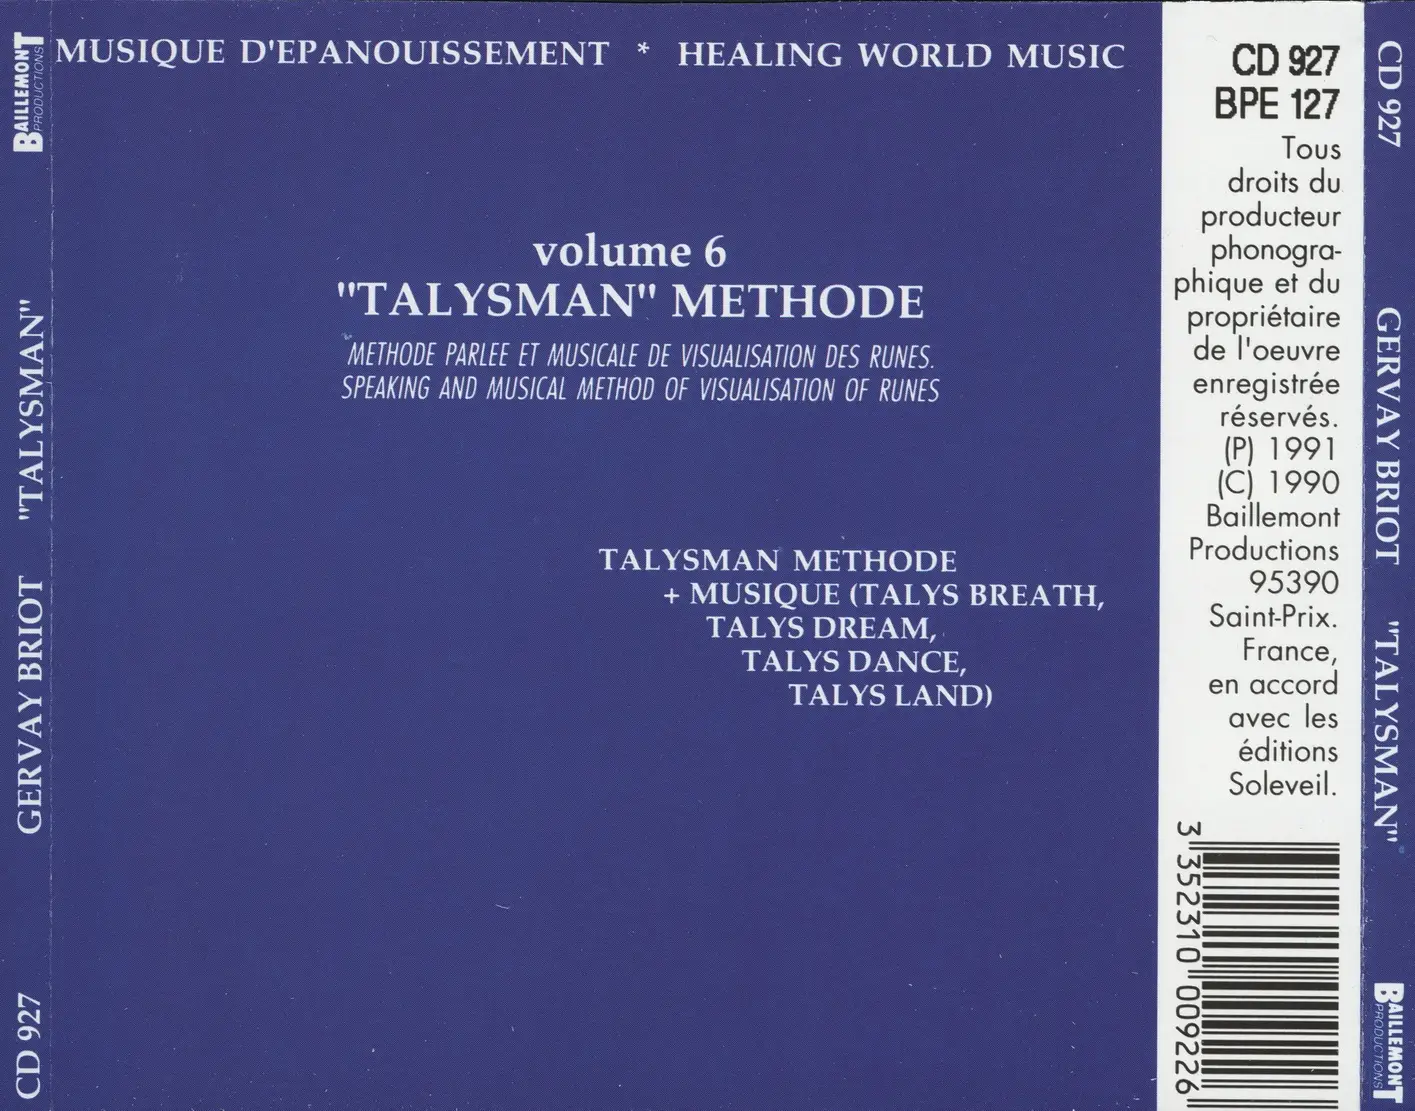 BAILLEMONT
PRODUCTIONS
GERVAY BRIOT "TALYSMAN"
CD 927
MUSIQUE D'EPANOUISSEMENT * HEALING WORLD MUSIC
volume 6
"TALYSMAN" METHODE
METHODE PARLEE ET MUSICALE DE VISUALISATION DES RUNES.
SPEAKING AND MUSICAL METHOD OF VISUALISATION OF RUNES
TALYSMAN METHODE
+ MUSIQUE (TALYS BREATH,
TALYS DREAM,
TALYS DANCE,
TALYS LAND)
CD 927
BPE 127
Tous
droits du
producteur
phonogra-
phique et du
propriétaire
de l'oeuvre
enregistrée
réservés.
(P) 1991
(C) 1990
Baillemont
Productions
95390
Saint-Prix.
France,
en accord
avec les
éditions
Soleveil.
3 352310 009226
CD 927
GERVAY BRIOT "TALYSMAN"
BAILLEMONT
PRODUCTIONS